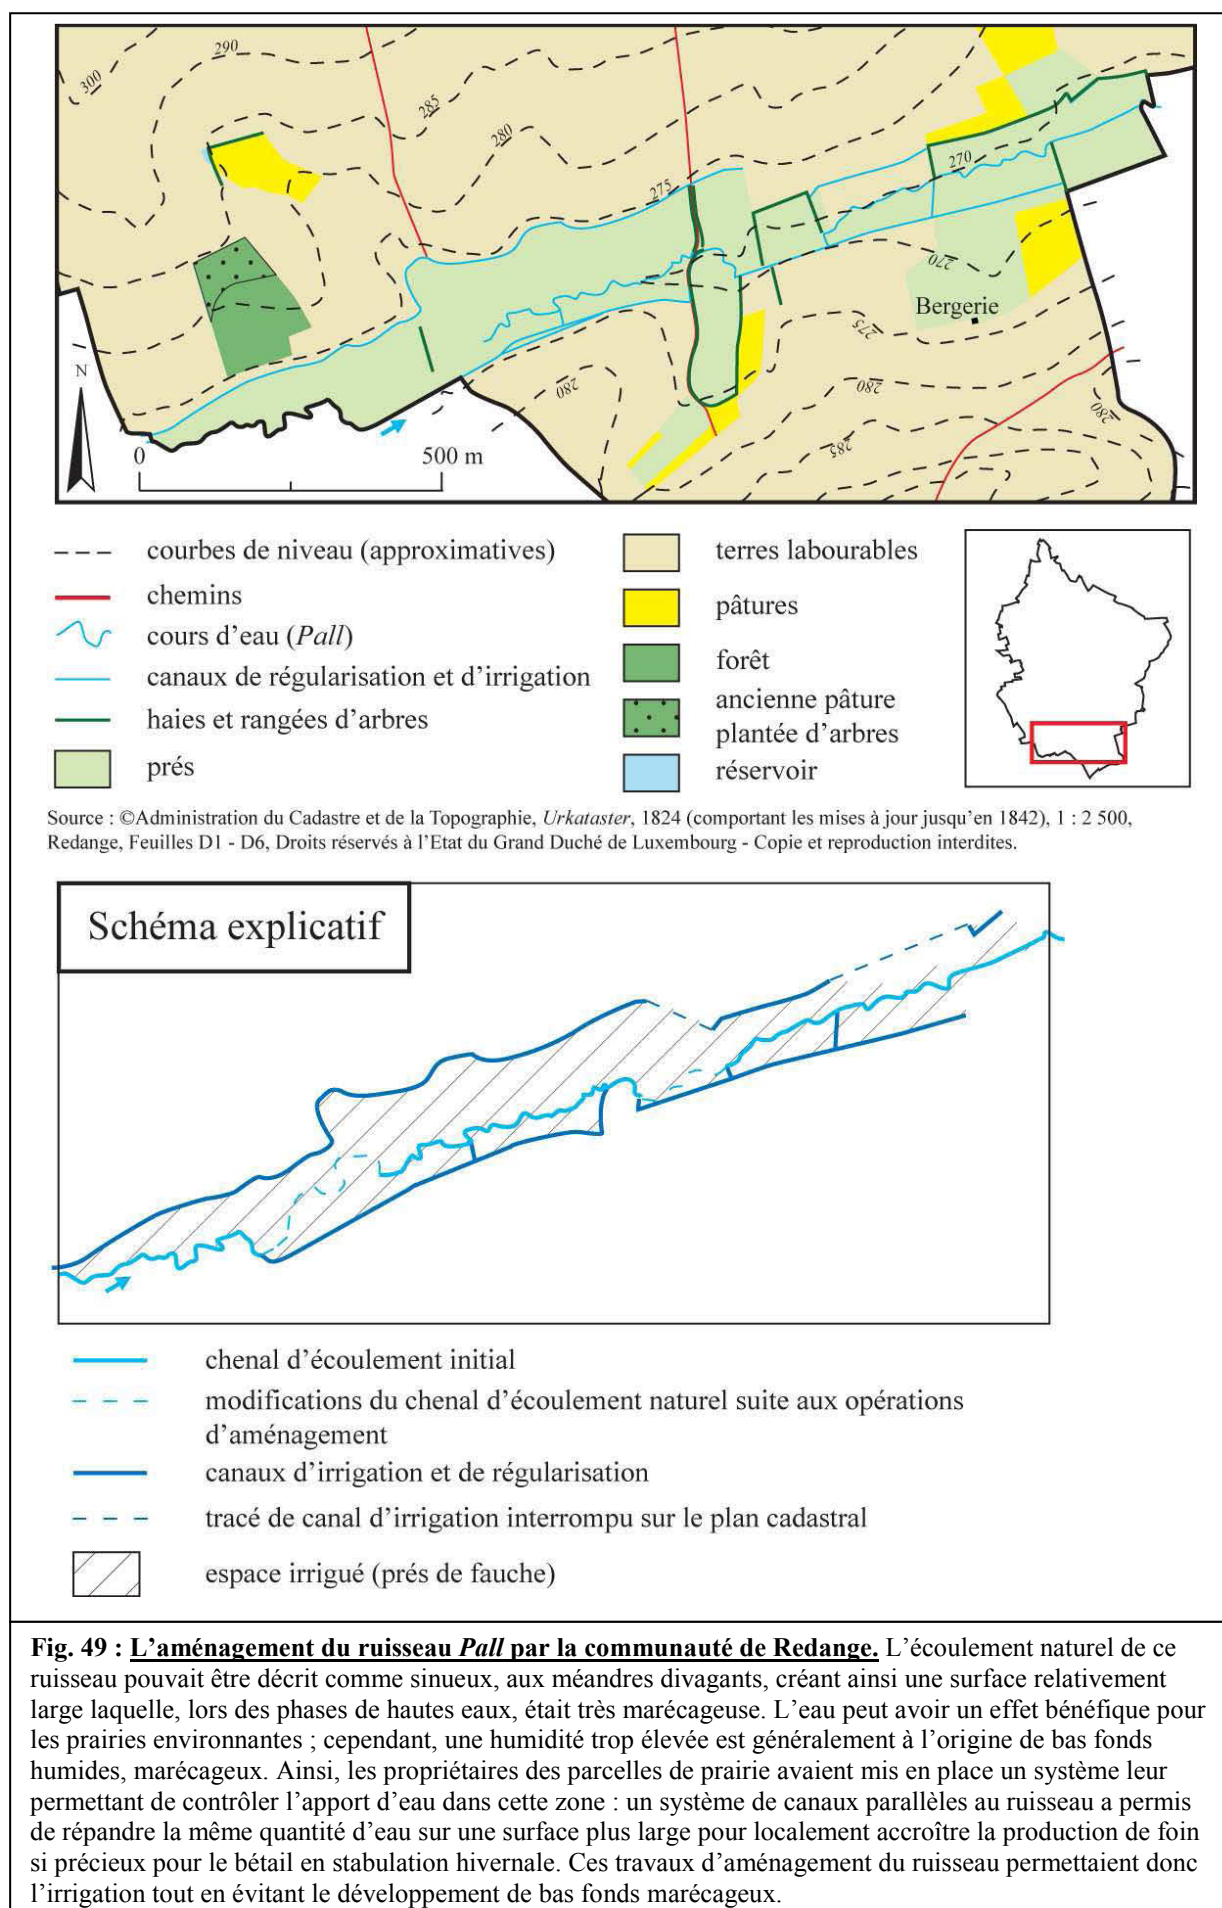 290
300
285
280
275
270
270
Bergerie
275
280
280
280
285
N
0
500 m
courbes de niveau (approximatives)
chemins
cours d'eau (Pall)
canaux de régularisation et d'irrigation
haies et rangées d'arbres
prés
terres labourables
pâtures
forêt
ancienne pâture
plantée d'arbres
réservoir
Source : ©Administration du Cadastre et de la Topographie, Urkataster, 1824 (comportant les mises à jour jusqu'en 1842), 1 : 2 500,
Redange, Feuilles D1 - D6, Droits réservés à l'Etat du Grand Duché de Luxembourg - Copie et reproduction interdites.
Schéma explicatif
chenal d'écoulement initial
modifications du chenal d'écoulement naturel suite aux opérations
d'aménagement
canaux d'irrigation et de régularisation
tracé de canal d'irrigation interrompu sur le plan cadastral
espace irrigué (prés de fauche)
Fig. 49 : L'aménagement du ruisseau Pall par la communauté de Redange. L'écoulement naturel de ce
ruisseau pouvait être décrit comme sinueux, aux méandres divagants, créant ainsi une surface relativement
large laquelle, lors des phases de hautes eaux, était très marécageuse. L'eau peut avoir un effet bénéfique pour
les prairies environnantes ; cependant, une humidité trop élevée est généralement à l'origine de bas fonds
humides, marécageux. Ainsi, les propriétaires des parcelles de prairie avaient mis en place un système leur
permettant de contrôler l'apport d'eau dans cette zone : un système de canaux parallèles au ruisseau a permis
de répandre la même quantité d'eau sur une surface plus large pour localement accroître la production de foin
si précieux pour le bétail en stabulation hivernale. Ces travaux d'aménagement du ruisseau permettaient donc
l'irrigation tout en évitant le développement de bas fonds marécageux.